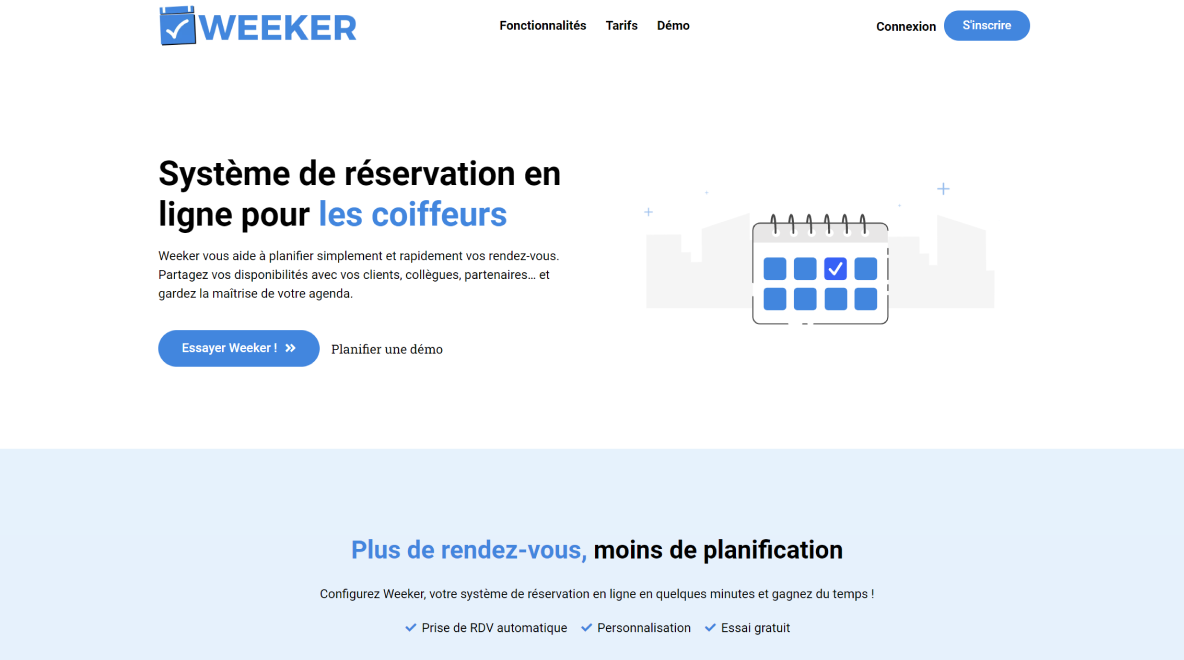 WEEKER
Fonctionnalités
Tarifs
Démo
Connexion
S'inscrire
Système de réservation en
ligne pour les coiffeurs
Weeker vous aide à planifier simplement et rapidement vos rendez-vous.
Partagez vos disponibilités avec vos clients, collègues, partenaires... et
gardez la maîtrise de votre agenda.
Essayer Weeker !
Planifier une démo
Plus de rendez-vous, moins de planification
Configurez Weeker, votre système de réservation en ligne en quelques minutes et gagnez du temps !
Prise de RDV automatique
Personnalisation
Essai gratuit